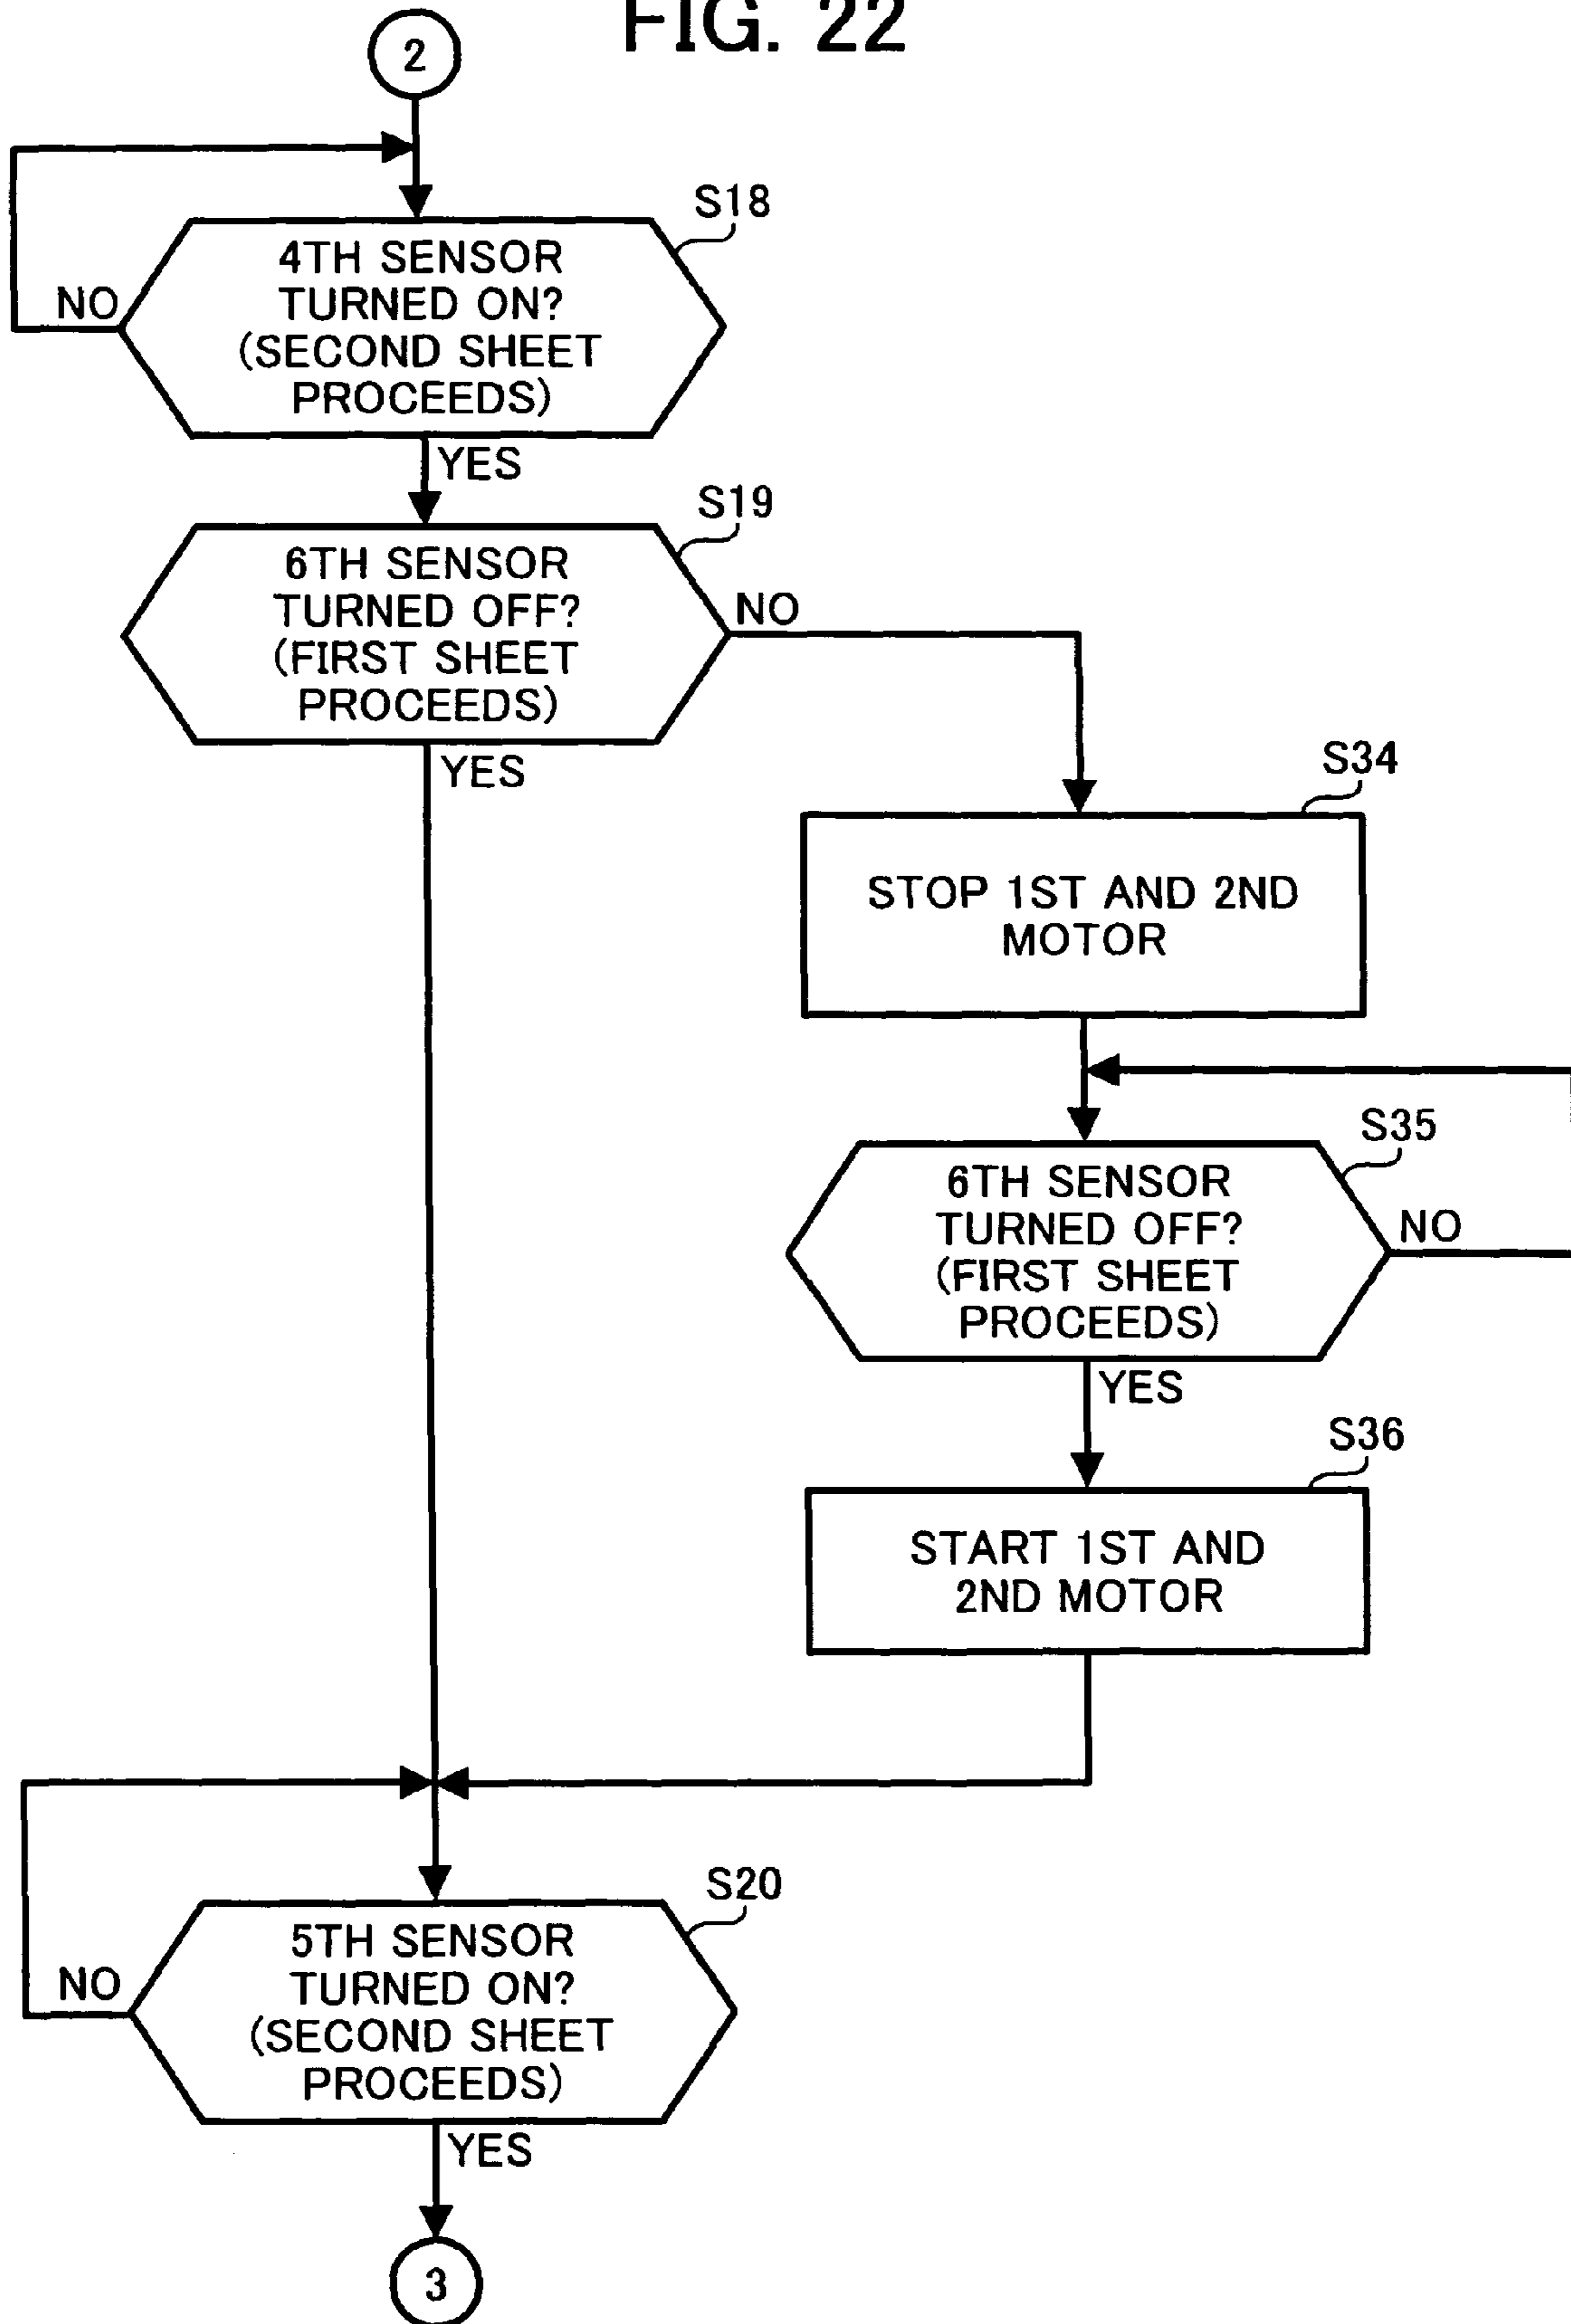 FIG. 22
2
S18
4TH SENSOR
TURNED ON?
(SECOND SHEET
PROCEEDS)
NO
YES
S19
6TH SENSOR
TURNED OFF?
(FIRST SHEET
PROCEEDS)
NO
YES
S34
STOP 1ST AND 2ND
MOTOR
S35
6TH SENSOR
TURNED OFF?
(FIRST SHEET
PROCEEDS)
NO
YES
S36
START 1ST AND
2ND MOTOR
S20
5TH SENSOR
TURNED ON?
(SECOND SHEET
PROCEEDS)
NO
YES
3